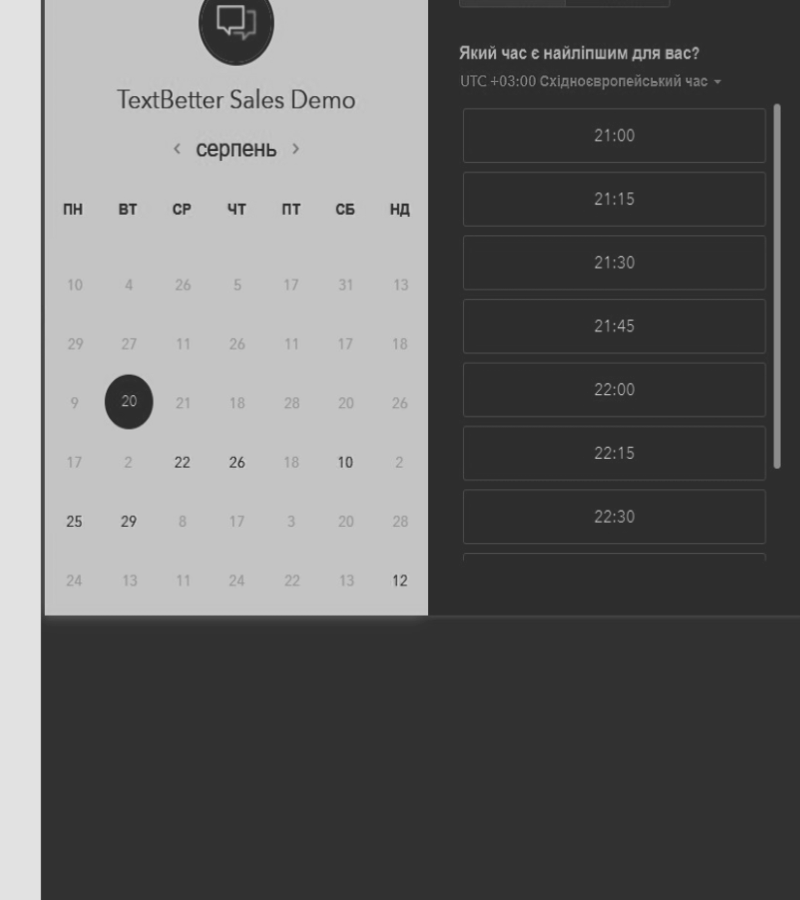 TextBetter Sales Demo
< серпень >
ПН ВТ СР ЧТ ПТ СБ НД
10 4 26 5 17 31 13
29 27 11 26 11 17 18
9 20 21 18 28 20 26
17 2 22 26 18 10 2
25 29 8 17 3 20 28
24 13 11 24 22 13 12
Який час є найліпшим для вас?
UTC +03:00 Східноєвропейський час
21:00
21:15
21:30
21:45
22:00
22:15
22:30